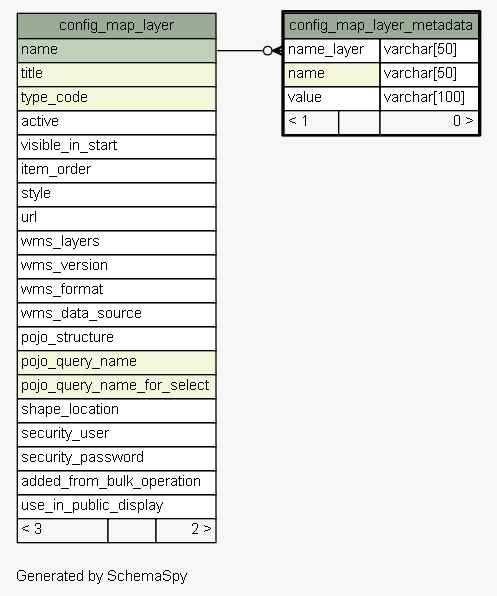 config_map_layer
name
title
type_code
active
visible_in_start
item_order
style
url
wms_layers
wms_version
wms_format
wms_data_source
pojo_structure
pojo_query_name
pojo_query_name_for_select
shape_location
security_user
security_password
added_from_bulk_operation
use_in_public_display
< 3 2 >
config_map_layer_metadata
name_layer varchar[50]
name varchar[50]
value varchar[100]
< 1 0 >
Generated by SchemaSpy